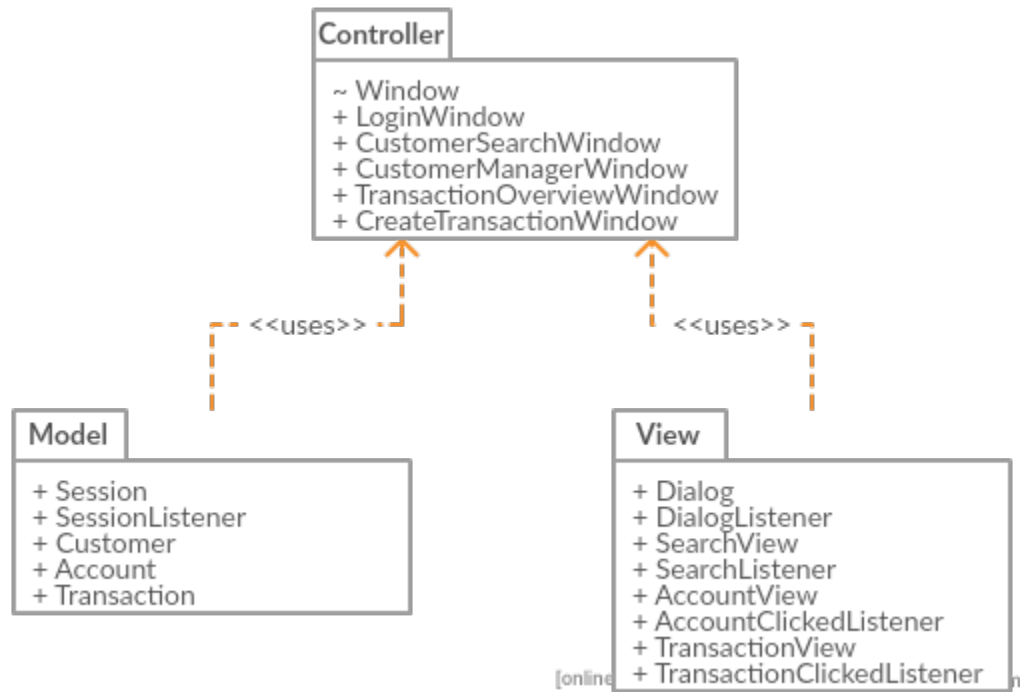 Controller
~ Window
+ LoginWindow
+ CustomerSearchWindow
+ CustomerManagerWindow
+ TransactionOverviewWindow
+ CreateTransactionWindow
<<uses>>
<<uses>>
Model
+ Session
+ SessionListener
+ Customer
+ Account
+ Transaction
View
+ Dialog
+ DialogListener
+ SearchView
+ SearchListener
+ AccountView
+ AccountClickedListener
+ TransactionView
+ TransactionClickedListener
[online